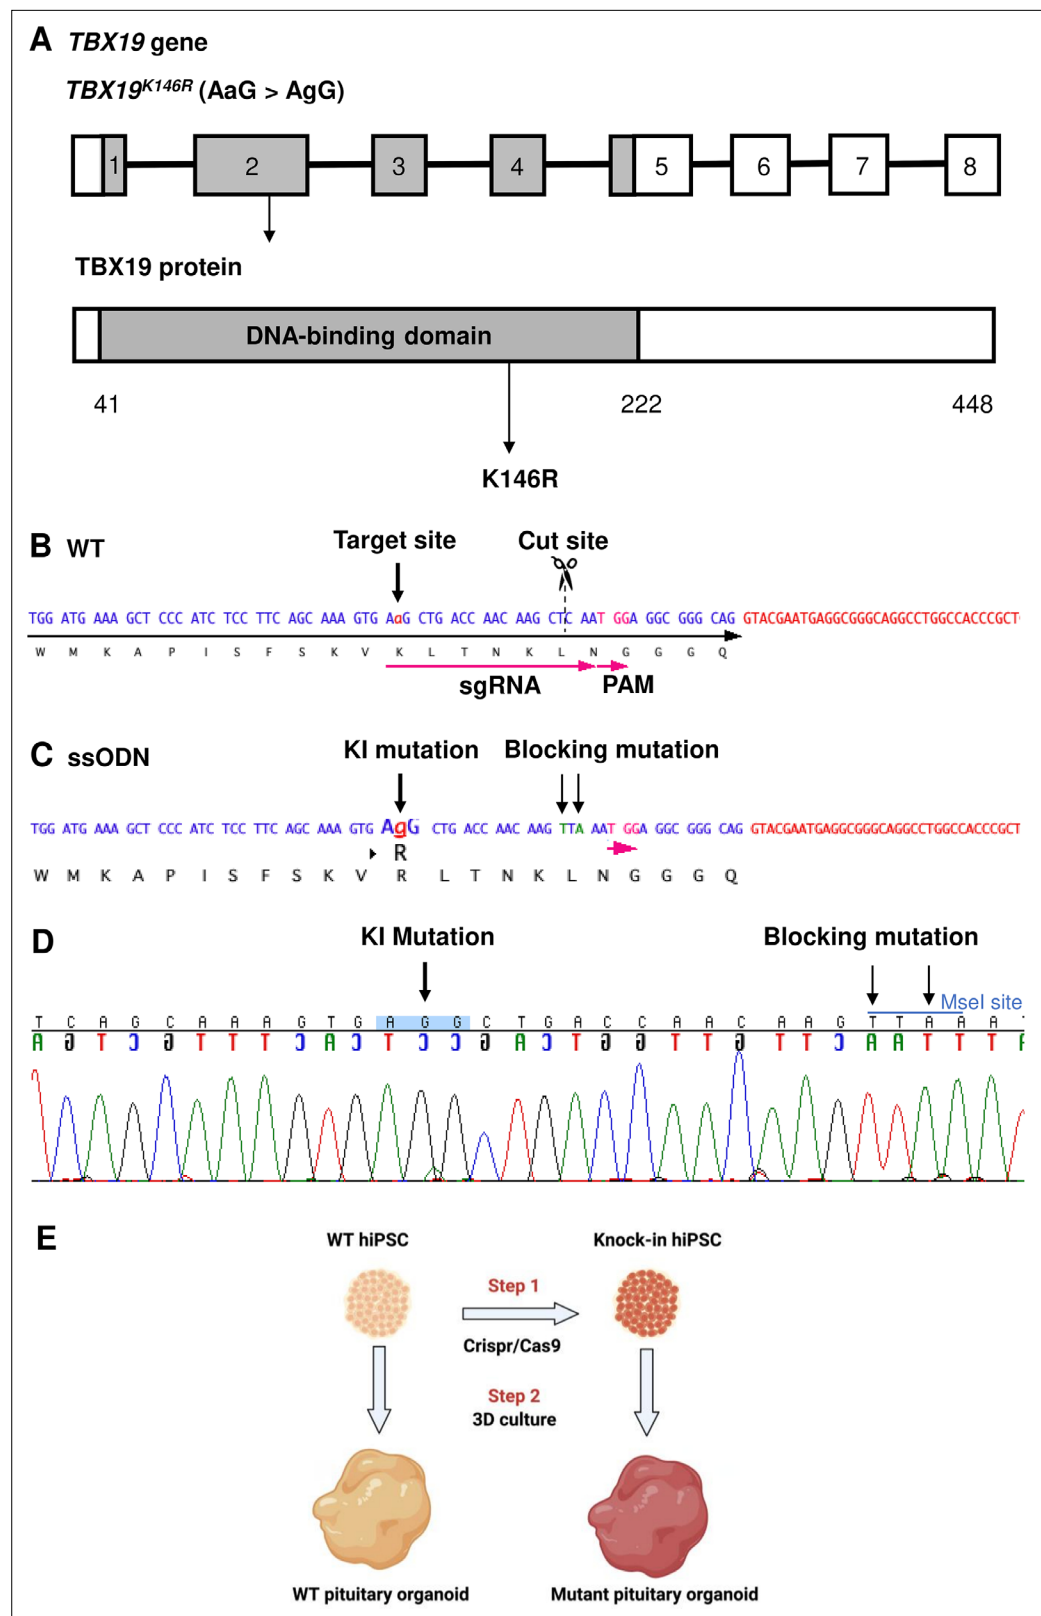 A TBX19 gene
TBX19K146R (AaG > AgG)
1 2 3 4 5 6 7 8
TBX19 protein
DNA-binding domain
41 222 448
K146R
B WT
Target site Cut site
TGG ATG AAA GCT CCC ATC TCC TTC AGC AAA GTG AaG CTG ACC AAC AAG CTC AAT GGA GGC GGG CAG GTACGAATGAGGCGGGCAGGCCTGGCCACCCGCT
W M K A P I S F S K V K L T N K L N G G G Q
sgRNA PAM
C ssODN
KI mutation Blocking mutation
TGG ATG AAA GCT CCC ATC TCC TTC AGC AAA GTG AgG CTG ACC AAC AAG TTA AAT GGA GGC GGG CAG GTACGAATGAGGCGGGCAGGCCTGGCCACCCGCT
R
W M K A P I S F S K V R L T N K L N G G G Q
D
KI Mutation Blocking mutation
MseI site
T C A G C A A A G T G A G G C T G A C C A A C A A G T T A A A T
A G T C G T T T C A C T C C G A C T G G T T G T T C A A T T T A
E
WT hiPSC Knock-in hiPSC
Step 1
Crispr/Cas9
Step 2
3D culture
WT pituitary organoid Mutant pituitary organoid